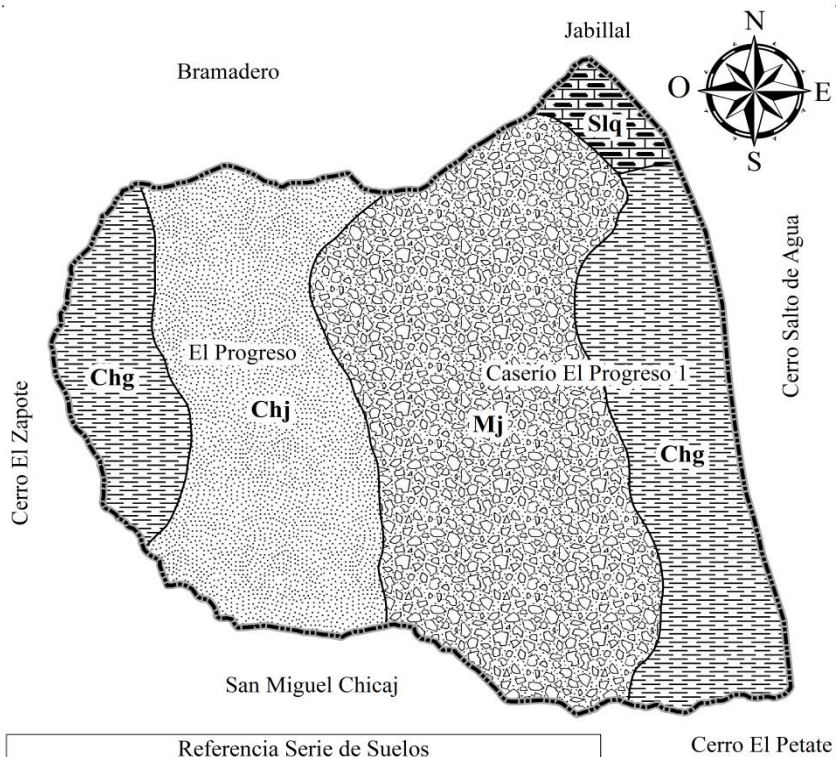 Jabillal
Bramadero
N
O
E
S
Slq
Cerro Salto de Agua
El Progreso
Caserío El Progreso 1
Chg
Chj
Mj
Chg
Cerro El Zapote
San Miguel Chicaj
Referencia Serie de Suelos
Cerro El Petate